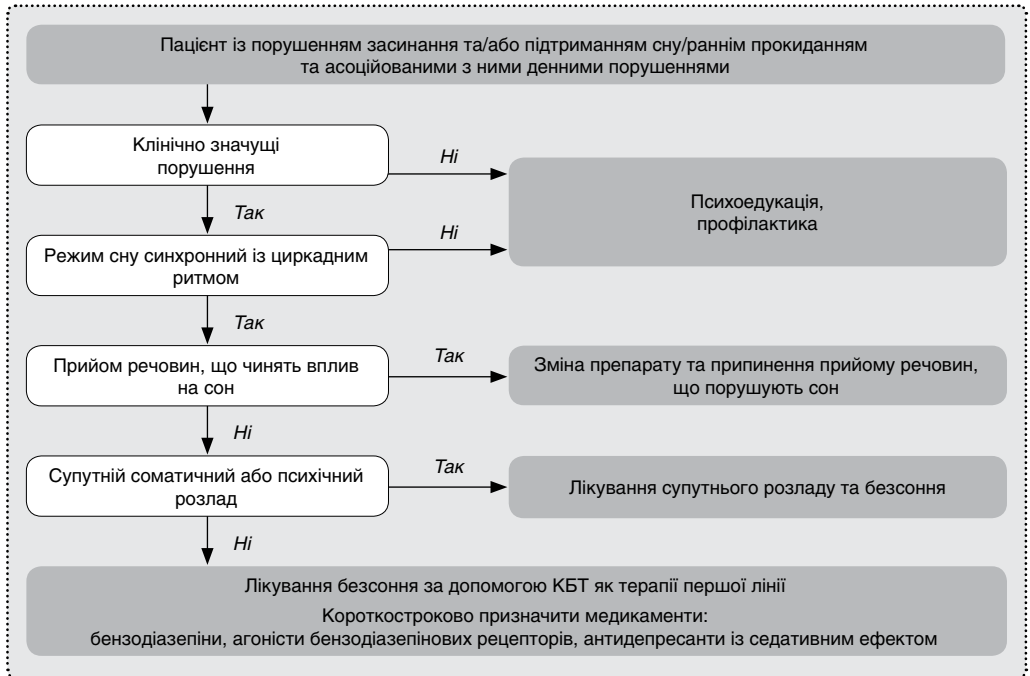 Пацієнт із порушенням засинання та/або підтриманням сну/раннім прокиданням
та асоційованими з ними денними порушеннями
Клінічно значущі
порушення
Ні
Психоедукація,
профілактика
Так
Режим сну синхронний із циркадним
ритмом
Ні
Так
Прийом речовин, що чинять вплив
на сон
Так
Зміна препарату та припинення прийому речовин,
що порушують сон
Ні
Супутній соматичний або психічний
розлад
Так
Лікування супутнього розладу та безсоння
Ні
Лікування безсоння за допомогою КБТ як терапії першої лінії
Короткостроково призначити медикаменти:
бензодіазепіни, агоністи бензодіазепінових рецепторів, антидепресанти із седативним ефектом